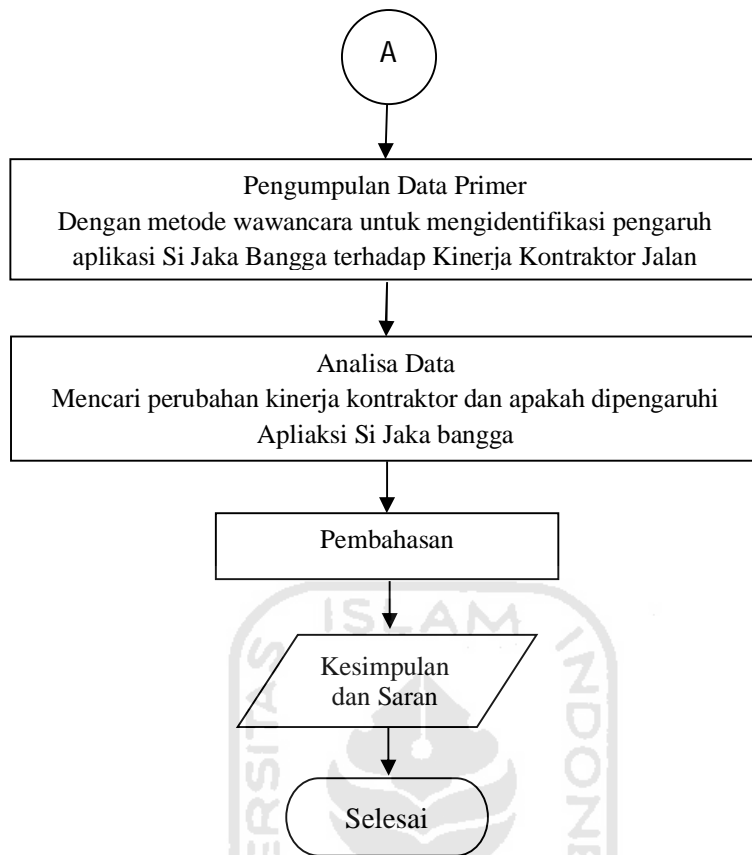 A
Pengumpulan Data Primer
Dengan metode wawancara untuk mengidentifikasi pengaruh
aplikasi Si Jaka Bangga terhadap Kinerja Kontraktor Jalan
Analisa Data
Mencari perubahan kinerja kontraktor dan apakah dipengaruhi
Apliaksi Si Jaka bangga
Pembahasan
ISLAM
Kesimpulan
dan Saran
Selesai